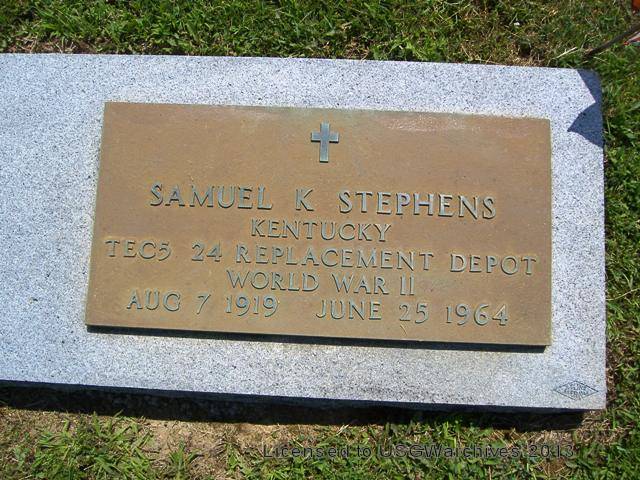 SAMUEL K STEPHENS
KENTUCKY
TEC5 24 REPLACEMENT DEPOT
WORLD WAR II
AUG 7 1919 JUNE 25 1964
Licensed to USGWarchives 2013